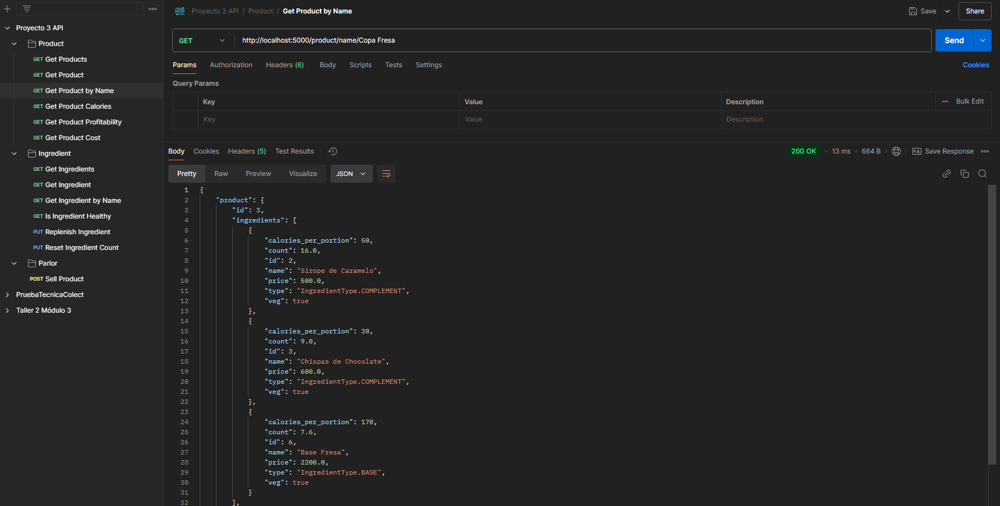 Proyecto 3 API / Product / Get Product by Name
Save
Share
Proyecto 3 API
Product
GET Get Products
GET Get Product
GET Get Product by Name
GET Get Product Calories
GET Get Product Profitability
GET Get Product Cost
Ingredient
GET Get Ingredients
GET Get Ingredient
GET Get Ingredient by Name
GET Is Ingredient Healthy
PUT Replenish Ingredient
PUT Reset Ingredient Count
Parlor
POST Sell Product
PruebaTecnicaColect
Taller 2 Módulo 3
GET http://localhost:5000/product/name/Copa Fresa
Send
Params Authorization Headers (6) Body Scripts Tests Settings Cookies
Query Params
Key Value Description Bulk Edit
Key Value Description
Body Cookies Headers (5) Test Results 200 OK 13 ms 664 B e.g. Save Response
Pretty Raw Preview Visualize JSON
1 {
2 "product": {
3 "id": 3,
4 "ingredients": [
5 {
6 "calories_per_portion": 50,
7 "count": 16.0,
8 "id": 2,
9 "name": "Sirope de Caramelo",
10 "price": 500.0,
11 "type": "IngredientType.COMPLEMENT",
12 "veg": true
13 },
14 {
15 "calories_per_portion": 30,
16 "count": 9.0,
17 "id": 3,
18 "name": "Chispas de Chocolate",
19 "price": 600.0,
20 "type": "IngredientType.COMPLEMENT",
21 "veg": true
22 },
23 {
24 "calories_per_portion": 170,
25 "count": 7.6,
26 "id": 6,
27 "name": "Base Fresa",
28 "price": 2200.0,
29 "type": "IngredientType.BASE",
30 "veg": true
31 }
32 ],